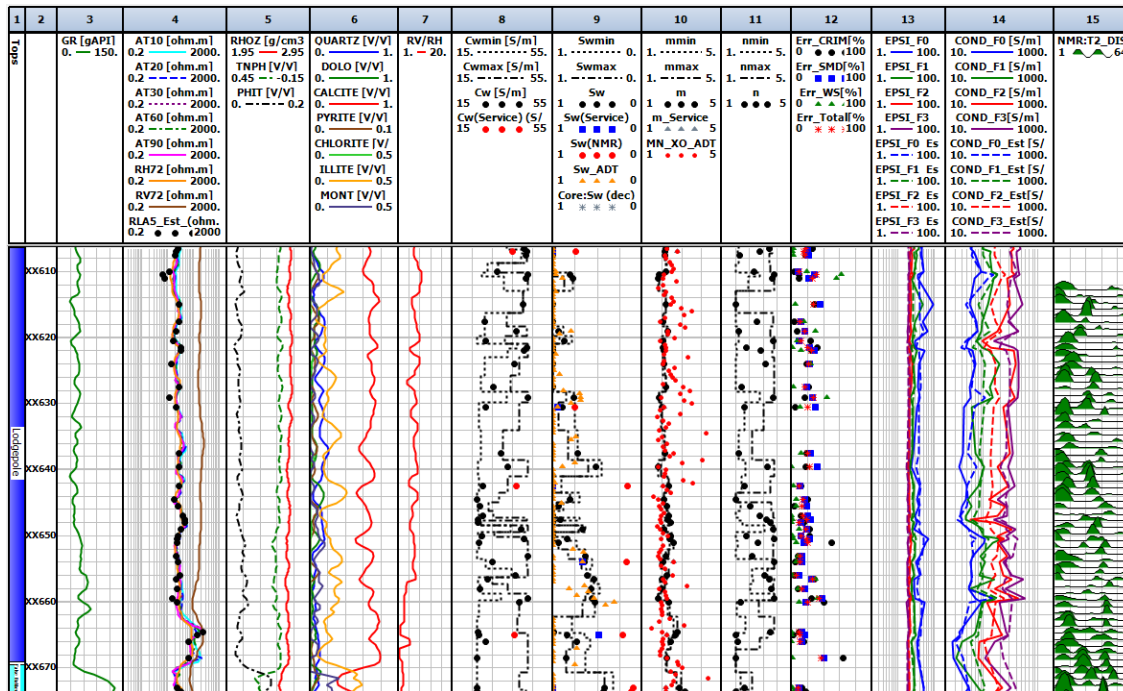 1 2 3 4 5 6 7 8 9 10 11 12 13 14 15
Tops
GR [gAPI]
0. 150.
AT10 [ohm.m]
0.2 2000.
AT20 [ohm.m]
0.2 2000.
AT30 [ohm.m]
0.2 2000.
AT60 [ohm.m]
0.2 2000.
AT90 [ohm.m]
0.2 2000.
RH72 [ohm.m]
0.2 2000.
RV72 [ohm.m]
0.2 2000.
RLA5_Est_(ohm.
0.2 2000
RHOZ [g/cm3
1.95 2.95
TNPH [V/V]
0.45 -0.15
PHIT [V/V]
0. 0.2
QUARTZ [V/V]
0. 1.
DOLO [V/V]
0. 1.
CALCITE [V/V]
0. 1.
PYRITE [V/V]
0. 0.1
CHLORITE [V/
0. 0.5
ILLITE [V/V]
0. 0.5
MONT [V/V]
0. 0.5
RV/RH
1. 20.
Cwmin [S/m]
15. 55.
Cwmax [S/m]
15. 55.
Cw [S/m]
15 55
Cw(Service) (S/
15 55
Swmin
1. 0.
Swmax
1. 0.
Sw
1 0
Sw(Service)
1 0
Sw(NMR)
1 0
Sw_ADT
1 0
Core:Sw (dec)
1 0
mmin
1. 5.
mmax
1. 5.
m
1 5
m_Service
1 5
MN_XO_ADT
1 5
nmin
1. 5.
nmax
1. 5.
n
1 5
Err_CRIM[%
0 100
Err_SMD[%]
0 100
Err_WS[%]
0 100
Err_Total[%
0 100
EPSI_F0
1. 100.
EPSI_F1
1. 100.
EPSI_F2
1. 100.
EPSI_F3
1. 100.
EPSI_F0 Es
1. 100.
EPSI_F1 Es
1. 100.
EPSI_F2 Es
1. 100.
EPSI_F3 Es
1. 100.
COND_F0 [S/m]
10. 1000.
COND_F1 [S/m]
10. 1000.
COND_F2 [S/m]
10. 1000.
COND_F3[S/m]
10. 1000.
COND_F0_Est[S/
10. 1000.
COND_F1_Est[S/
10. 1000.
COND_F2_Est[S/
10. 1000.
COND_F3_Est[S/
10. 1000.
NMR:T2_DIS
1 64
Lodgepole
XX610
XX620
XX630
XX640
XX650
XX660
XX670